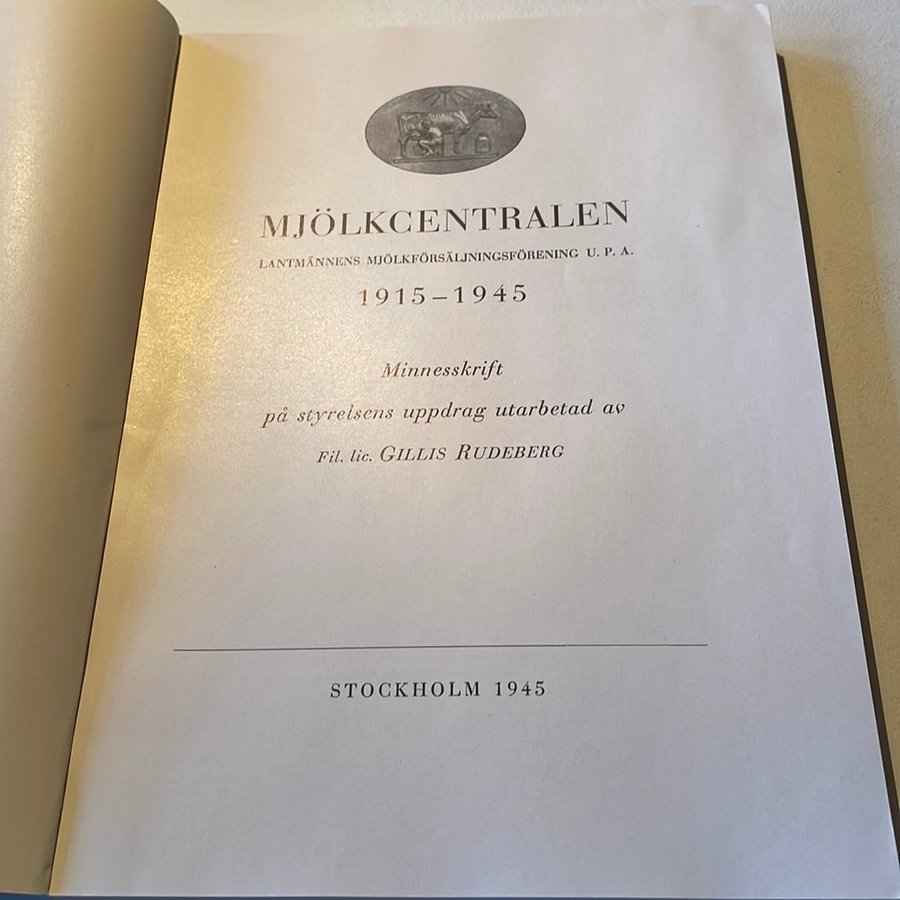 MJÖLKCENTRALEN
LANTMÄNNENS MJÖLKFÖRSÄLJNINGSFÖRENING U. P. A.
1915–1945
Minnesskrift
på styrelsens uppdrag utarbetad av
Fil. lic. GILLIS RUDEBERG
STOCKHOLM 1945